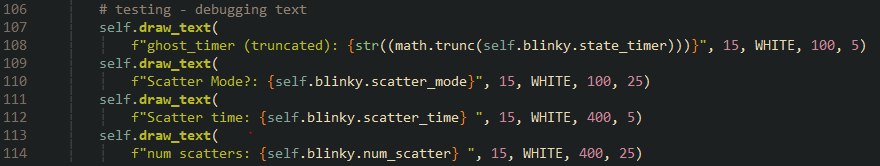 106 # testing - debugging text
107 self.draw_text(
108 f"ghost_timer (truncated): {str((math.trunc(self.blinky.state_timer)))}", 15, WHITE, 100, 5)
109 self.draw_text(
110 f"Scatter Mode?: {self.blinky.scatter_mode}", 15, WHITE, 100, 25)
111 self.draw_text(
112 f"Scatter time: {self.blinky.scatter_time} ", 15, WHITE, 400, 5)
113 self.draw_text(
114 f"num scatters: {self.blinky.num_scatter} ", 15, WHITE, 400, 25)